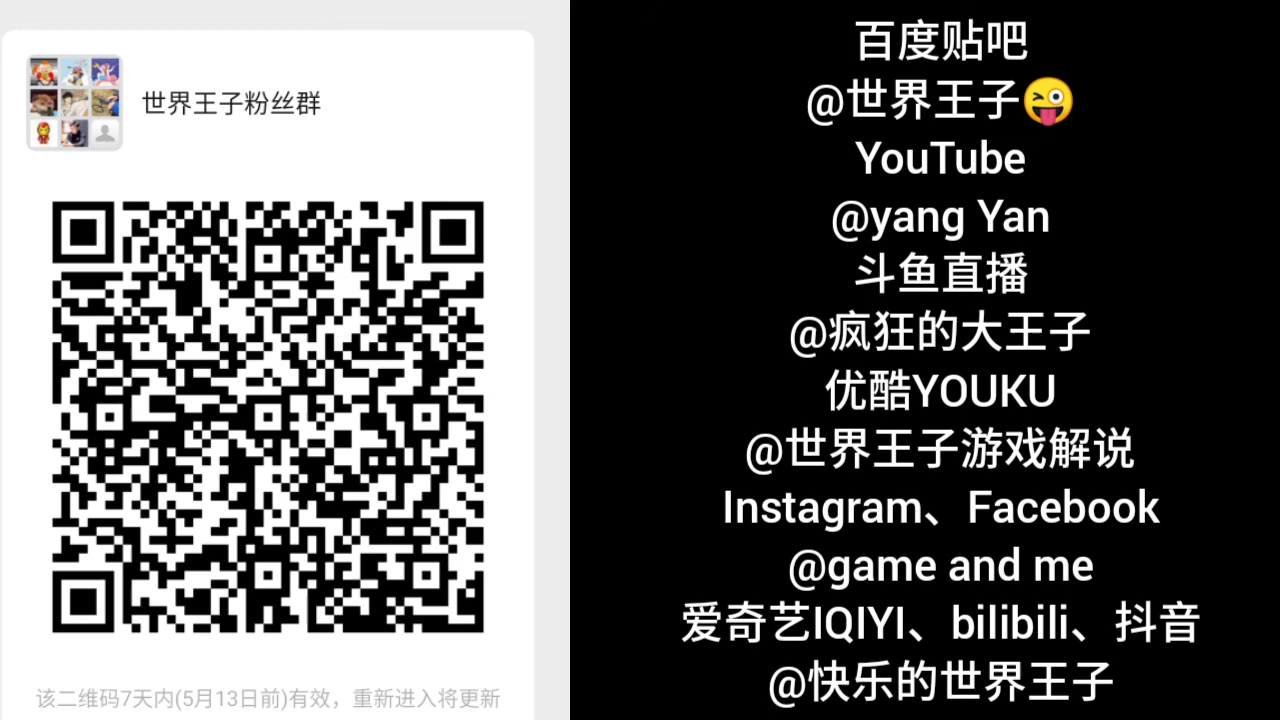 世界王子粉丝群
该二维码7天内(5月13日前)有效，重新进入将更新
百度贴吧
@世界王子😜
YouTube
@yang Yan
斗鱼直播
@疯狂的大王子
优酷YOUKU
@世界王子游戏解说
Instagram、Facebook
@game and me
爱奇艺IQIYI、bilibili、抖音
@快乐的世界王子